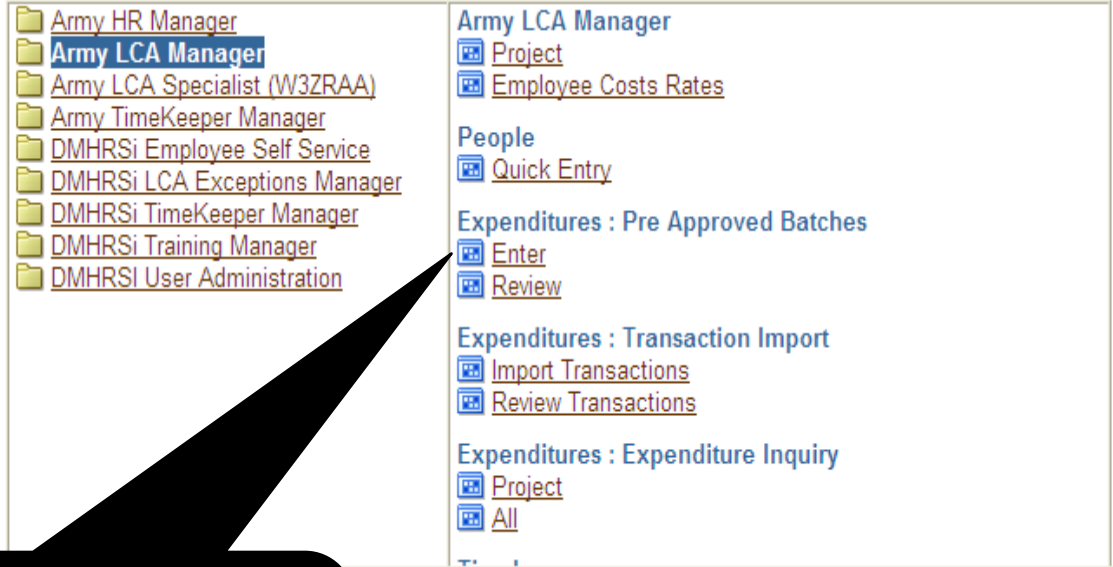 Army HR Manager
Army LCA Manager
Army LCA Specialist (W3ZRAA)
Army TimeKeeper Manager
DMHRSi Employee Self Service
DMHRSi LCA Exceptions Manager
DMHRSi TimeKeeper Manager
DMHRSi Training Manager
DMHRSI User Administration
Army LCA Manager
Project
Employee Costs Rates
People
Quick Entry
Expenditures : Pre Approved Batches
Enter
Review
Expenditures : Transaction Import
Import Transactions
Review Transactions
Expenditures : Expenditure Inquiry
Project
All